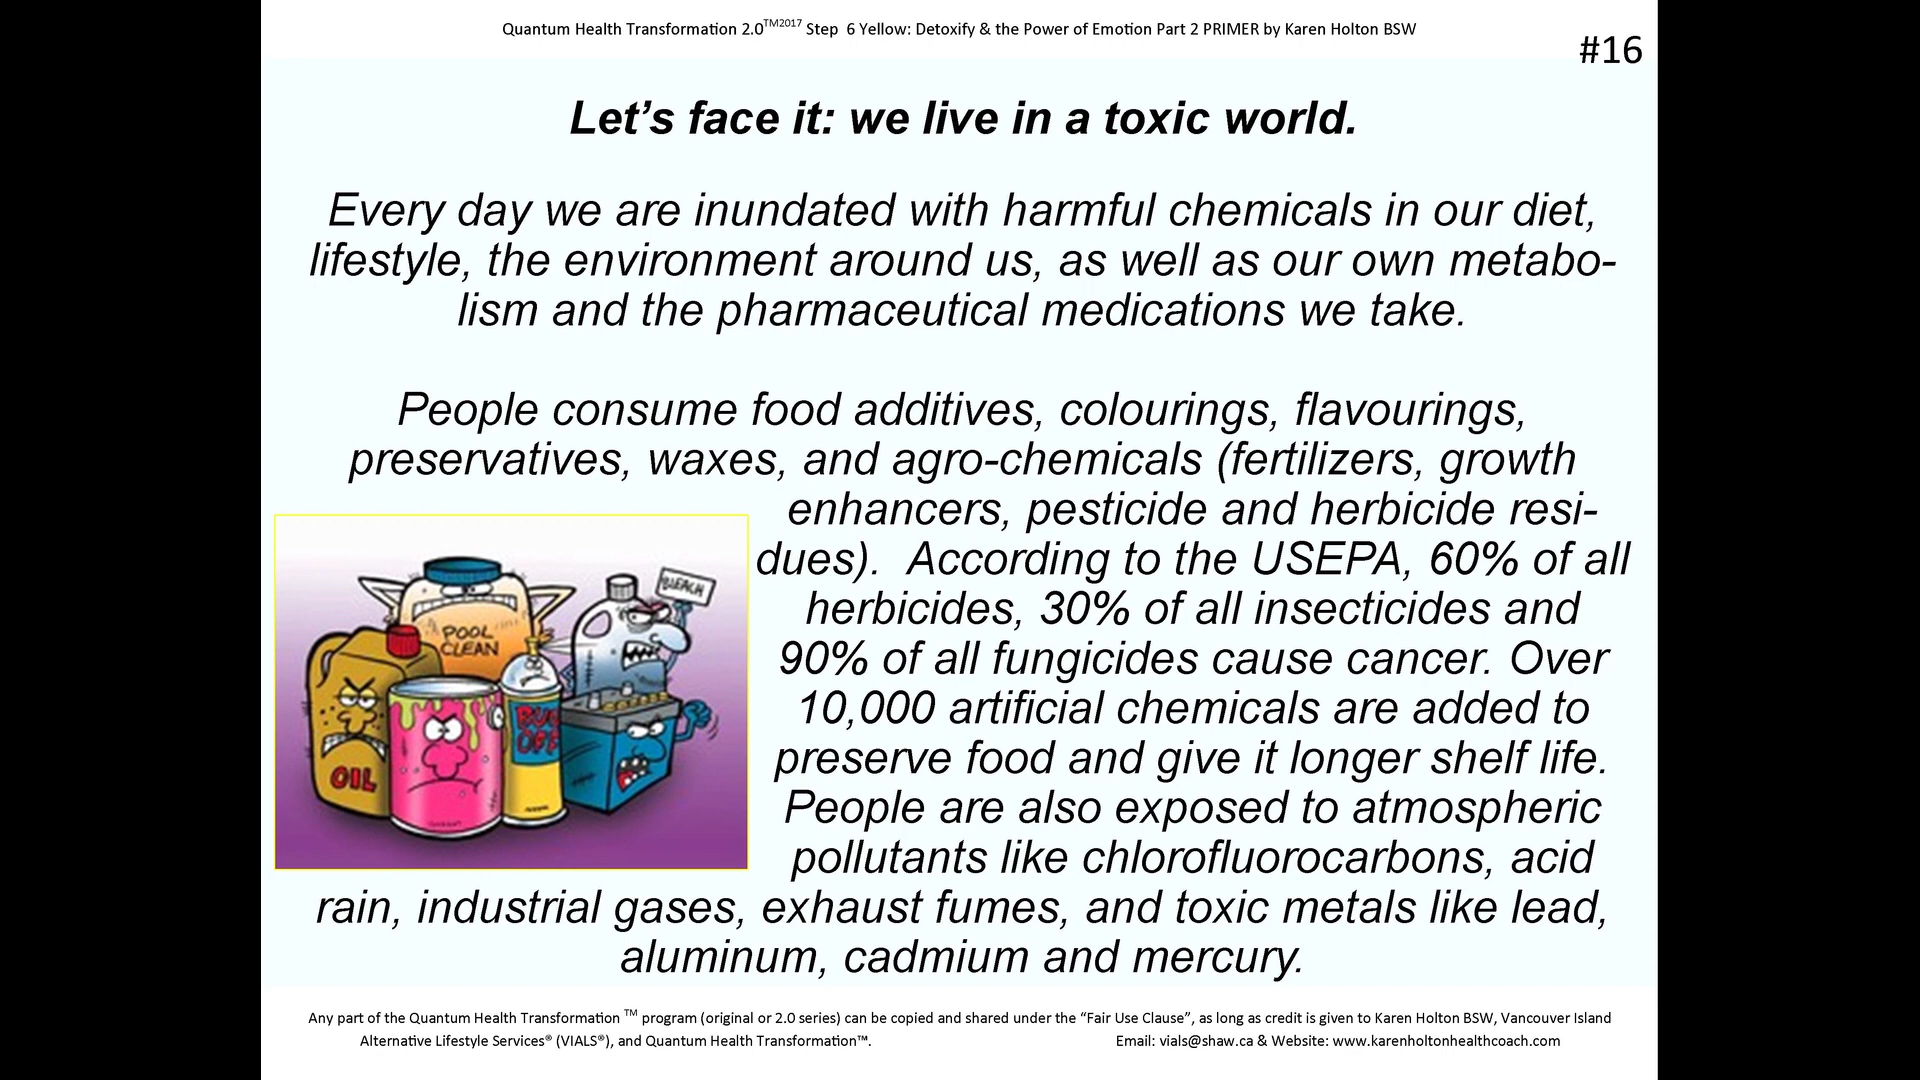 Quantum Health Transformation 2.0TM2017 Step 6 Yellow: Detoxify & the Power of Emotion Part 2 PRIMER by Karen Holton BSW
#16
Let’s face it: we live in a toxic world.
Every day we are inundated with harmful chemicals in our diet,
lifestyle, the environment around us, as well as our own metabo-
lism and the pharmaceutical medications we take.
People consume food additives, colourings, flavourings,
preservatives, waxes, and agro-chemicals (fertilizers, growth
enhancers, pesticide and herbicide resi-
dues). According to the USEPA, 60% of all
herbicides, 30% of all insecticides and
90% of all fungicides cause cancer. Over
10,000 artificial chemicals are added to
preserve food and give it longer shelf life.
People are also exposed to atmospheric
pollutants like chlorofluorocarbons, acid
rain, industrial gases, exhaust fumes, and toxic metals like lead,
aluminum, cadmium and mercury.
BLEACH
POOL
CLEAN
BUG
OFF
OIL
Any part of the Quantum Health Transformation TM program (original or 2.0 series) can be copied and shared under the “Fair Use Clause”, as long as credit is given to Karen Holton BSW, Vancouver Island
Alternative Lifestyle Services® (VIALS®), and Quantum Health Transformation™. Email: vials@shaw.ca & Website: www.karenholtonhealthcoach.com